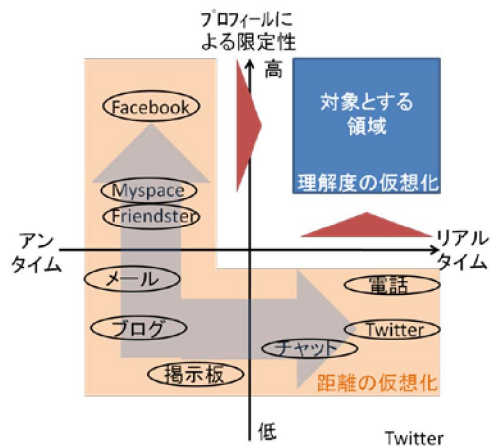 プロフィールに
よる限定性
高
Facebook
対象とする
領域
理解度の仮想化
Myspace
Friendster
アン
タイム
リアル
タイム
メール
電話
ブログ
Twitter
チャット
掲示板
距離の仮想化
低
Twitter